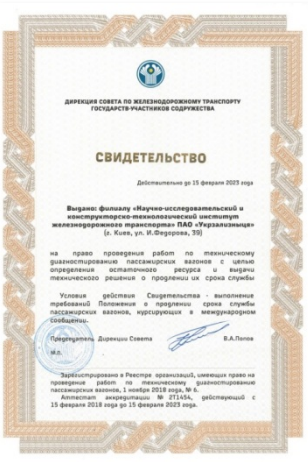 ДИРЕКЦИЯ СОВЕТА ПО ЖЕЛЕЗНОДОРОЖНОМУ ТРАНСПОРТУ
ГОСУДАРСТВ-УЧАСТНИКОВ СОДРУЖЕСТВА
СВИДЕТЕЛЬСТВО
Действительно до 15 февраля 2023 года
Выдано: филиалу «Научно-исследовательский и
конструкторско-технологический институт
железнодорожного транспорта» ПАО «Укрзализныця»
(г. Киев, ул. И.Федорова, 39)
на право проведения работ по техническому
диагностированию пассажирских вагонов с целью
определения остаточного ресурса и выдачи
технического решения о продлении их срока службы
Условия действия Свидетельства - выполнение
требований Положения о продлении срока службы
пассажирских вагонов, курсирующих в международном
сообщении.
Председатель Дирекции Совета В.А.Попов
М.П.
Зарегистрировано в Реестре организаций, имеющих право на
проведение работ по техническому диагностированию
пассажирских вагонов, 1 ноября 2018 года, № 6.
Аттестат аккредитации № 2Т1454, действующий с
15 февраля 2018 года до 15 февраля 2023 года.